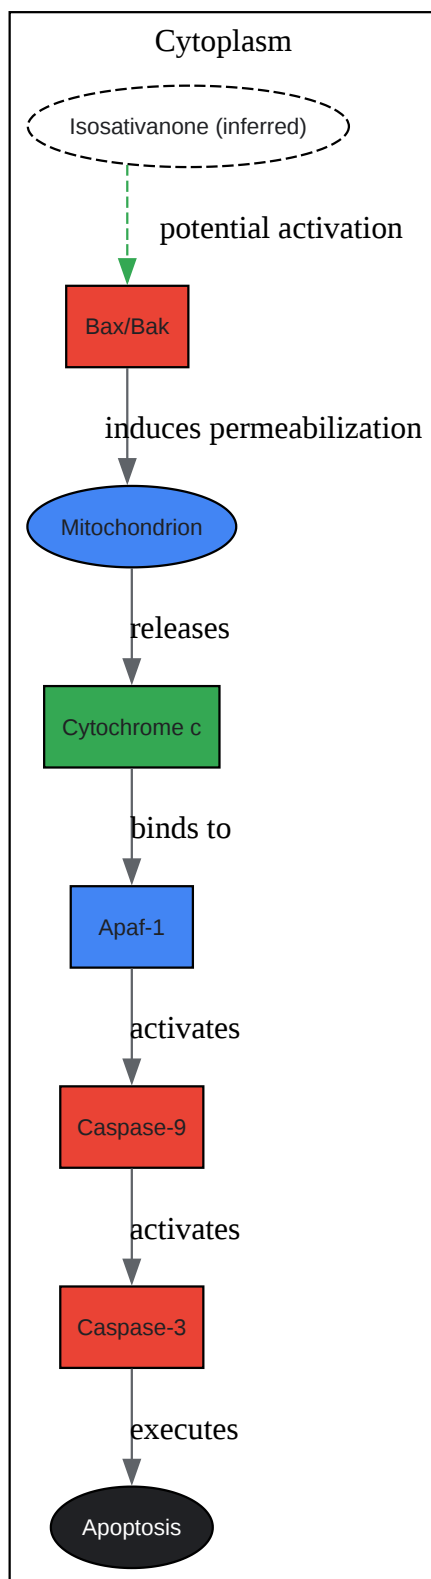 Cytoplasm
Isosativanone (inferred)
potential activation
Bax/Bak
induces permeabilization
Mitochondrion
releases
Cytochrome c
binds to
Apaf-1
activates
Caspase-9
activates
Caspase-3
executes
Apoptosis